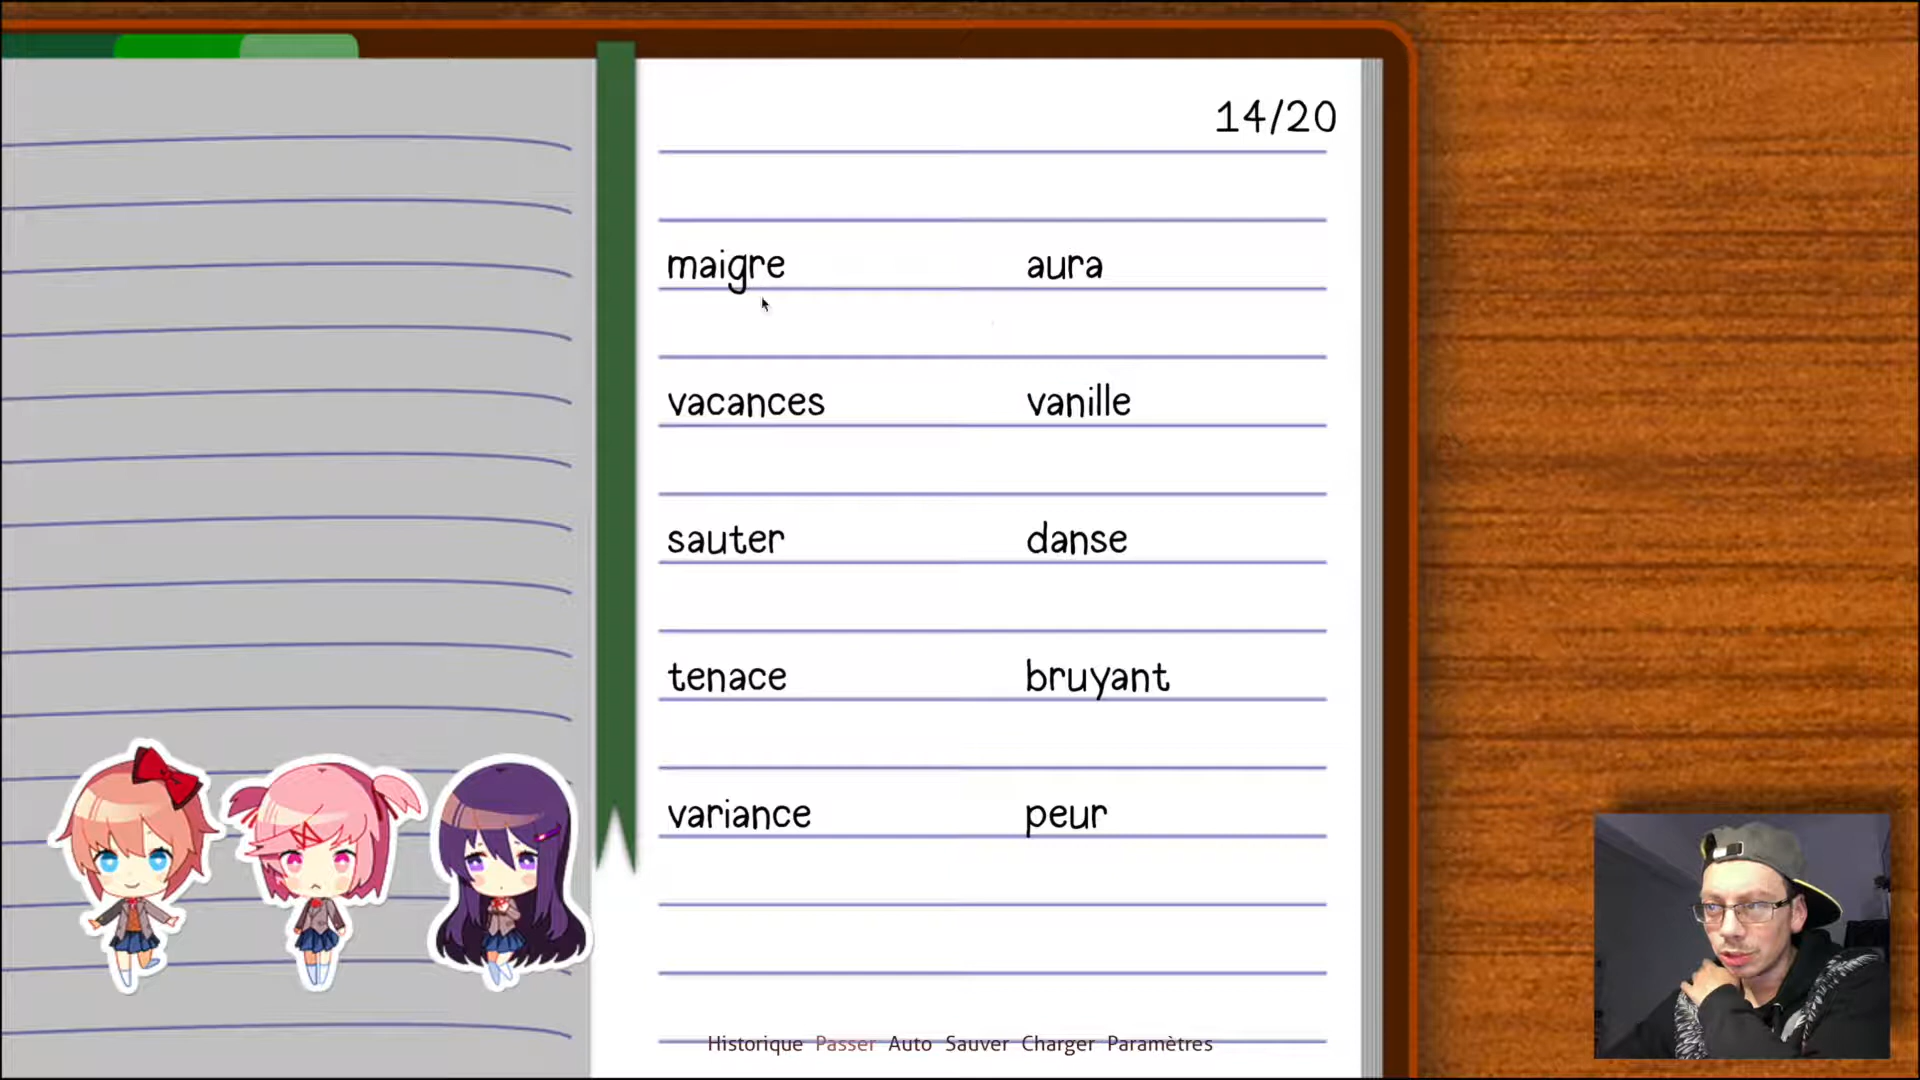 14/20
maigre aura
vacances vanille
sauter danse
tenace bruyant
variance peur
Historique Passer Auto Sauver Charger Paramètres